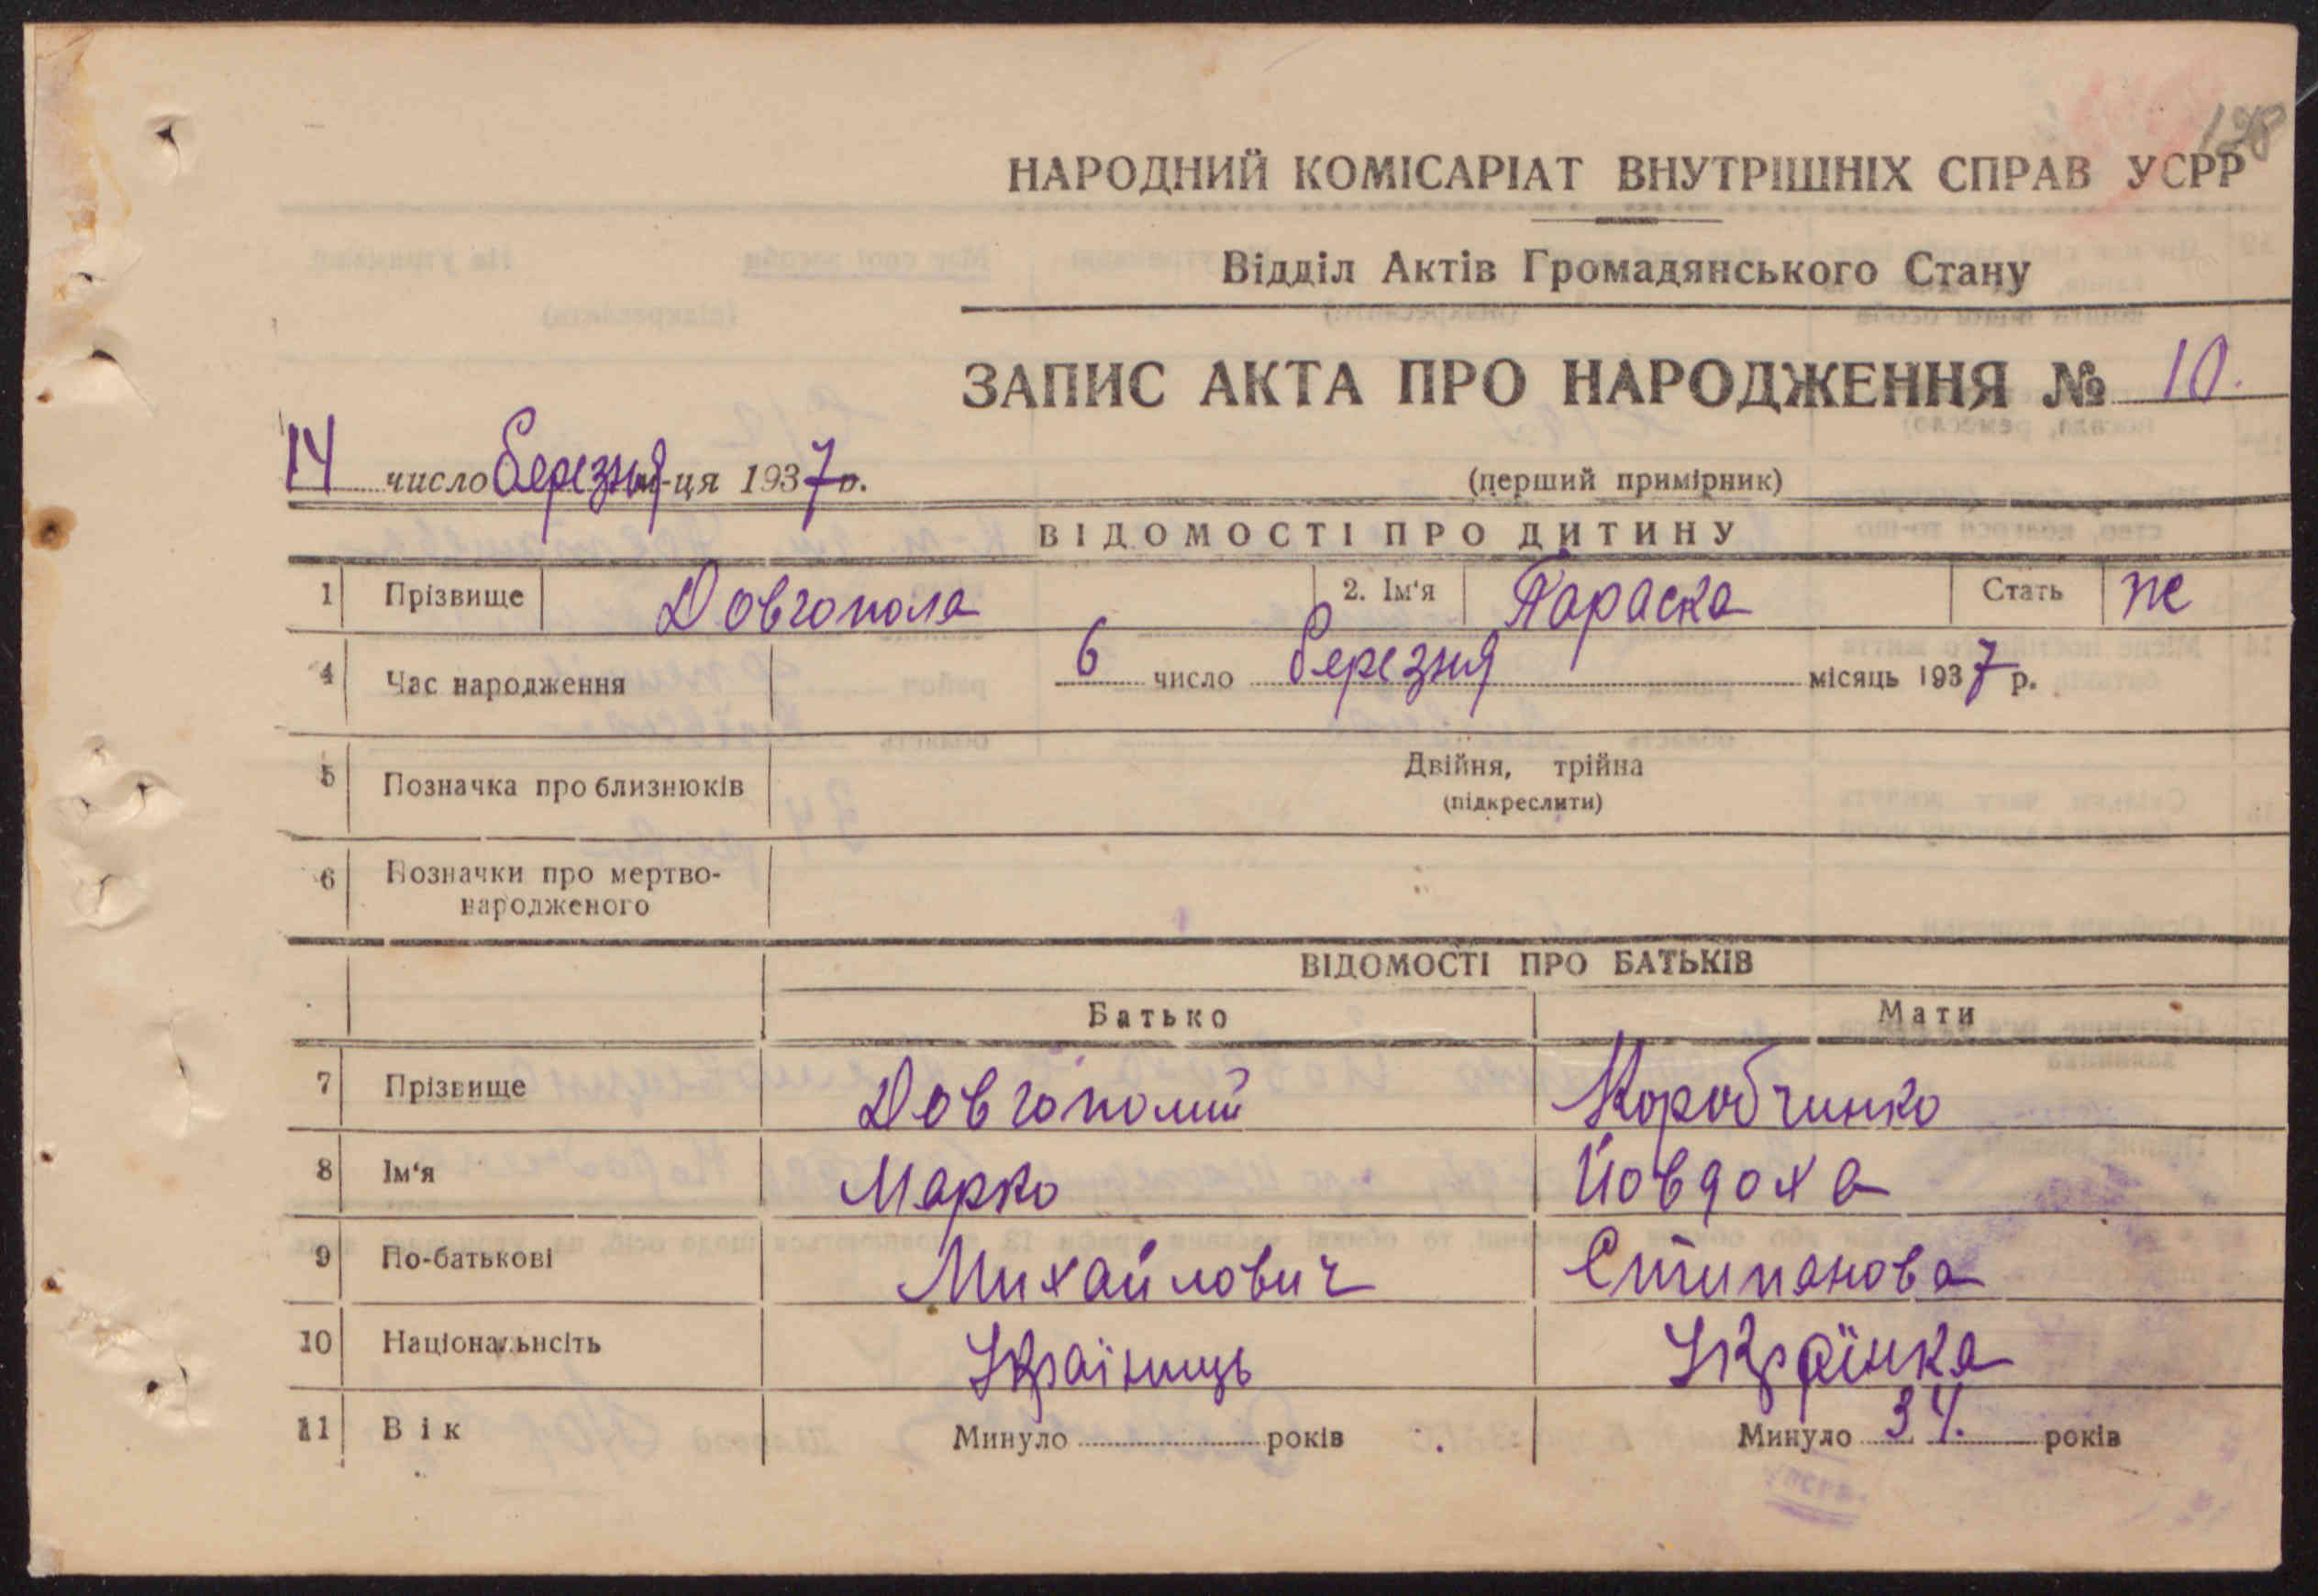 128
НАРОДНИЙ КОМІСАРІАТ ВНУТРІШНІХ СПРАВ УСРР
Відділ Актів Громадянського Стану
ЗАПИС АКТА ПРО НАРОДЖЕННЯ № 10.
14 число березня м-ця 1937 р.
(перший примірник)
ВІДОМОСТІ ПРО ДИТИНУ
1 Прізвище Довгопола 2. Ім'я Параска Стать ж
4 Час народження 6 число березня місяць 1937 р.
5 Позначка про близнюків Двійня, трійна
(підкреслити)
6 Позначки про мертво-
народженого
ВІДОМОСТІ ПРО БАТЬКІВ
Батько Мати
7 Прізвище Довгополий Коробчинко
8 Ім'я Марко Йовдоха
9 По-батькові Михайлович Стипанова
10 Національнсіть Українець Українка
11 Вік Минуло років Минуло 34. років